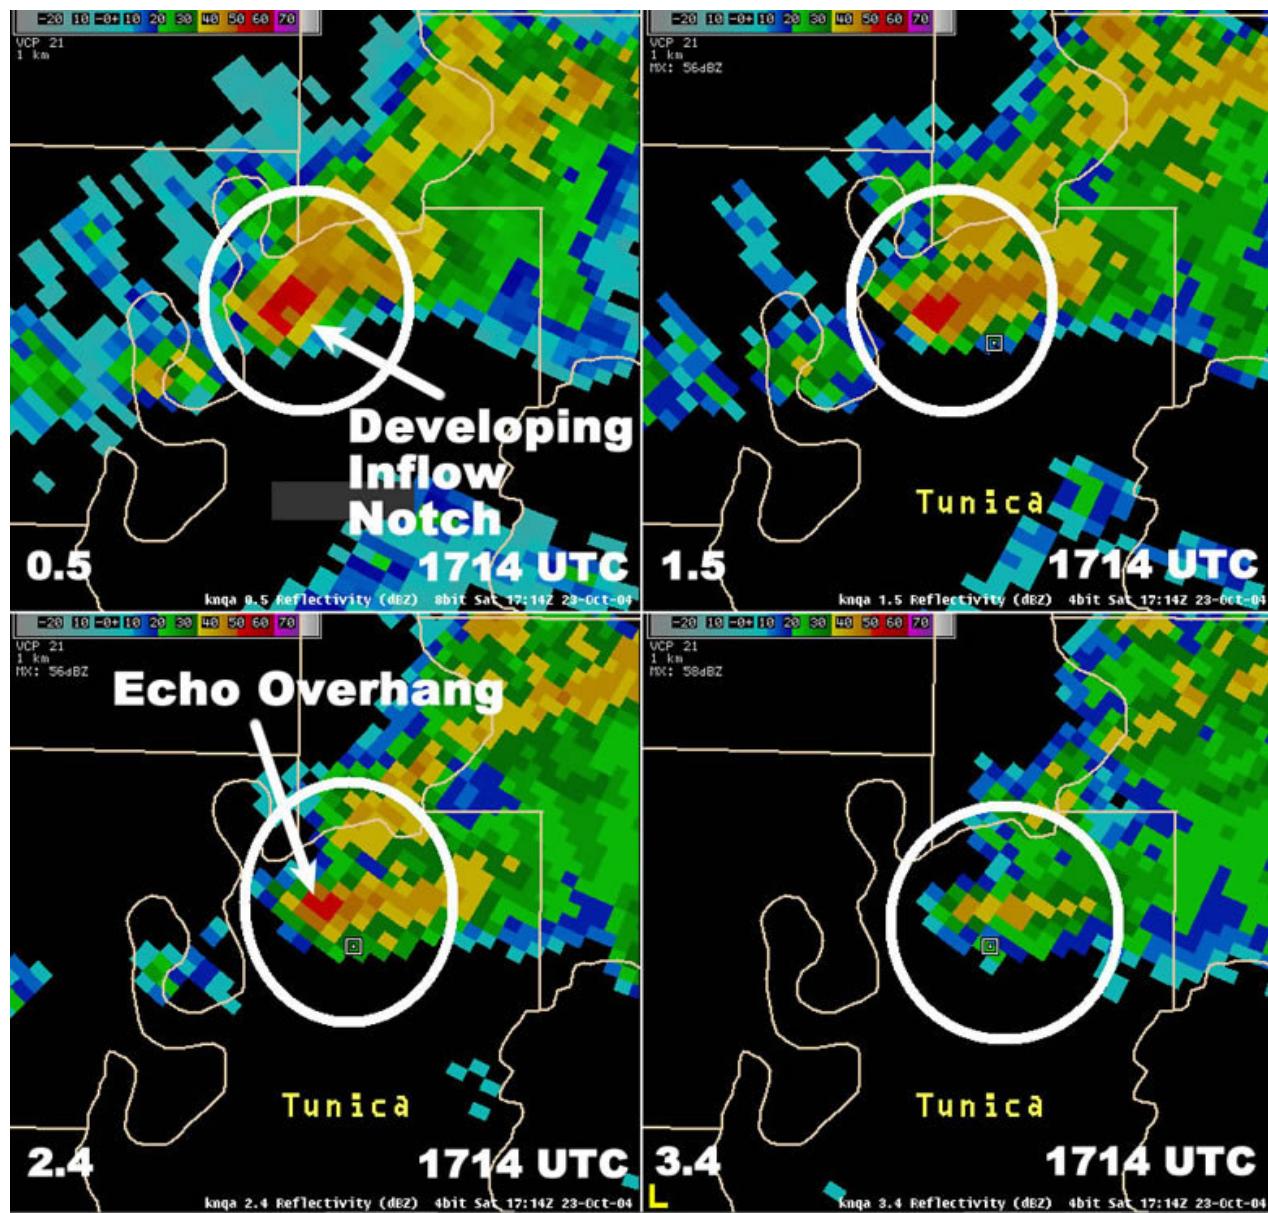 -20 10 -0+ 10 20 30 40 50 60 70
VCP 21
1 km
Developing
Inflow
Notch
0.5
1714 UTC
knqa 0.5 Reflectivity (dBZ) 8bit Sat 17:14Z 23-Oct-04
-20 10 -0+ 10 20 30 40 50 60 70
VCP 21
1 km
MX: 56dBZ
Tunica
1.5
1714 UTC
knqa 1.5 Reflectivity (dBZ) 4bit Sat 17:14Z 23-Oct-04
-20 10 -0+ 10 20 30 40 50 60 70
VCP 21
1 km
MX: 56dBZ
Echo Overhang
Tunica
2.4
1714 UTC
knqa 2.4 Reflectivity (dBZ) 4bit Sat 17:14Z 23-Oct-04
-20 10 -0+ 10 20 30 40 50 60 70
VCP 21
1 km
MX: 58dBZ
Tunica
3.4
1714 UTC
L
knqa 3.4 Reflectivity (dBZ) 4bit Sat 17:14Z 23-Oct-04